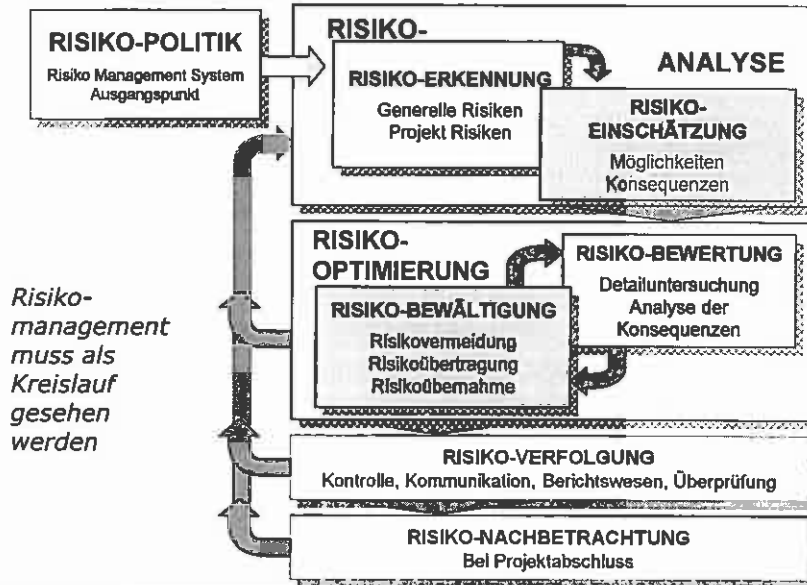 RISIKO-POLITIK
Risiko Management System
Ausgangspunkt
RISIKO-
ANALYSE
RISIKO-ERKENNUNG
Generelle Risiken
Projekt Risiken
RISIKO-
EINSCHÄTZUNG
Möglichkeiten
Konsequenzen
RISIKO-
OPTIMIERUNG
RISIKO-BEWERTUNG
Detailuntersuchung
Analyse der
Konsequenzen
RISIKO-BEWÄLTIGUNG
Risikovermeidung
Risikoübertragung
Risikoübernahme
Risiko-
management
muss als
Kreislauf
gesehen
werden
RISIKO-VERFOLGUNG
Kontrolle, Kommunikation, Berichtswesen, Überprüfung
RISIKO-NACHBETRACHTUNG
Bei Projektabschluss